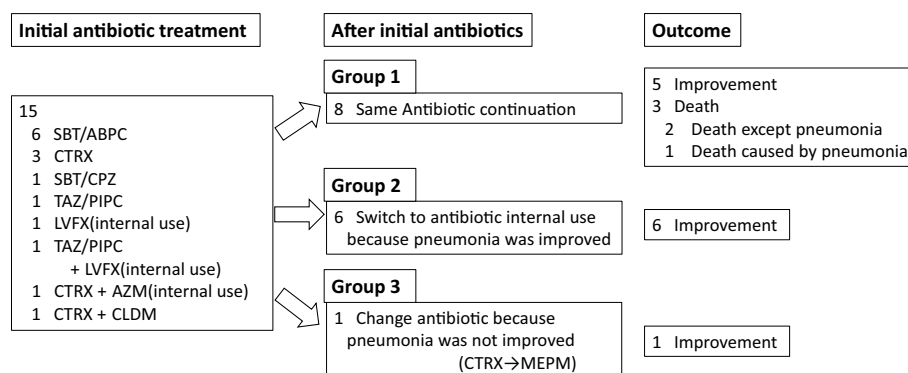 Initial antibiotic treatment
15
6 SBT/ABPC
3 CTRX
1 SBT/CPZ
1 TAZ/PIPC
1 LVFX(internal use)
1 TAZ/PIPC
+ LVFX(internal use)
1 CTRX + AZM(internal use)
1 CTRX + CLDM
After initial antibiotics
Group 1
8 Same Antibiotic continuation
Group 2
6 Switch to antibiotic internal use
because pneumonia was improved
Group 3
1 Change antibiotic because
pneumonia was not improved
(CTRX→MEPM)
Outcome
5 Improvement
3 Death
2 Death except pneumonia
1 Death caused by pneumonia
6 Improvement
1 Improvement